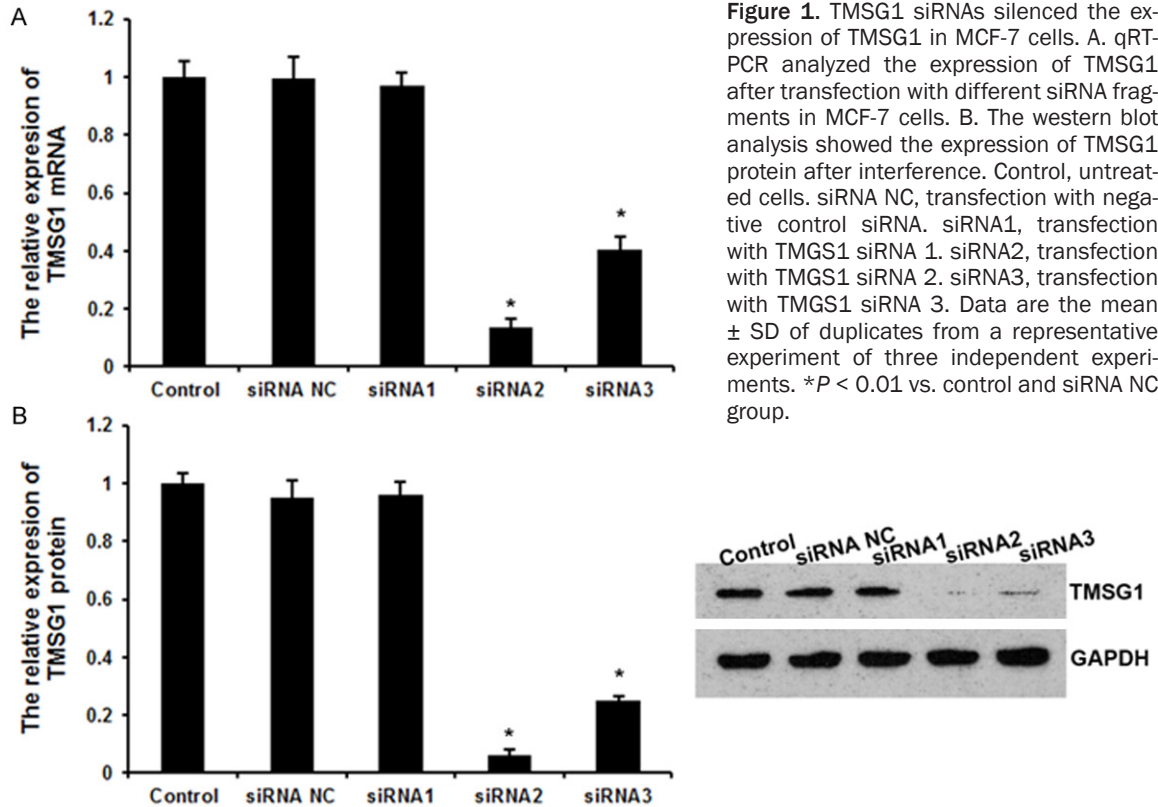 A
1.2
1
0.8
0.6
0.4
0.2
0
The relative expresion of
TMSG1 mRNA
*
*
Control siRNA NC siRNA1 siRNA2 siRNA3
Figure 1. TMSG1 siRNAs silenced the ex-
pression of TMSG1 in MCF-7 cells. A. qRT-
PCR analyzed the expression of TMSG1
after transfection with different siRNA frag-
ments in MCF-7 cells. B. The western blot
analysis showed the expression of TMSG1
protein after interference. Control, untreat-
ed cells. siRNA NC, transfection with nega-
tive control siRNA. siRNA1, transfection
with TMGS1 siRNA 1. siRNA2, transfection
with TMGS1 siRNA 2. siRNA3, transfection
with TMGS1 siRNA 3. Data are the mean
± SD of duplicates from a representative
experiment of three independent experi-
ments. *P < 0.01 vs. control and siRNA NC
group.
B
1.2
1
0.8
0.6
0.4
0.2
0
The relative expresion of
TMSG1 protein
*
*
Control siRNA NC siRNA1 siRNA2 siRNA3
Control siRNA NC siRNA1 siRNA2 siRNA3
TMSG1
GAPDH